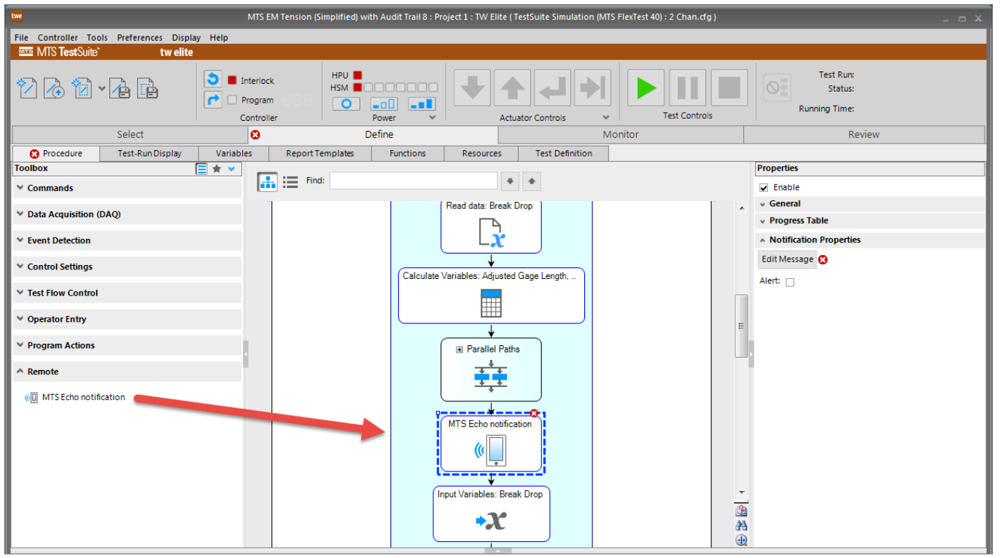 twe
MTS EM Tension (Simplified) with Audit Trail 8 : Project 1 : TW Elite ( TestSuite Simulation (MTS FlexTest 40) : 2 Chan.cfg )
File Controller Tools Preferences Display Help
MTS TestSuite™ tw elite
Interlock
Program
Controller
HPU
HSM
Power
Actuator Controls
Test Controls
Test Run:
Status:
Running Time:
Select Define Monitor Review
Procedure Test-Run Display Variables Report Templates Functions Resources Test Definition
Toolbox
Commands
Data Acquisition (DAQ)
Event Detection
Control Settings
Test Flow Control
Operator Entry
Program Actions
Remote
MTS Echo notification
Find:
Read data: Break Drop
x
Calculate Variables: Adjusted Gage Length, ...
Parallel Paths
MTS Echo notification
Input Variables: Break Drop
x
Properties
Enable
General
Progress Table
Notification Properties
Edit Message
Alert: